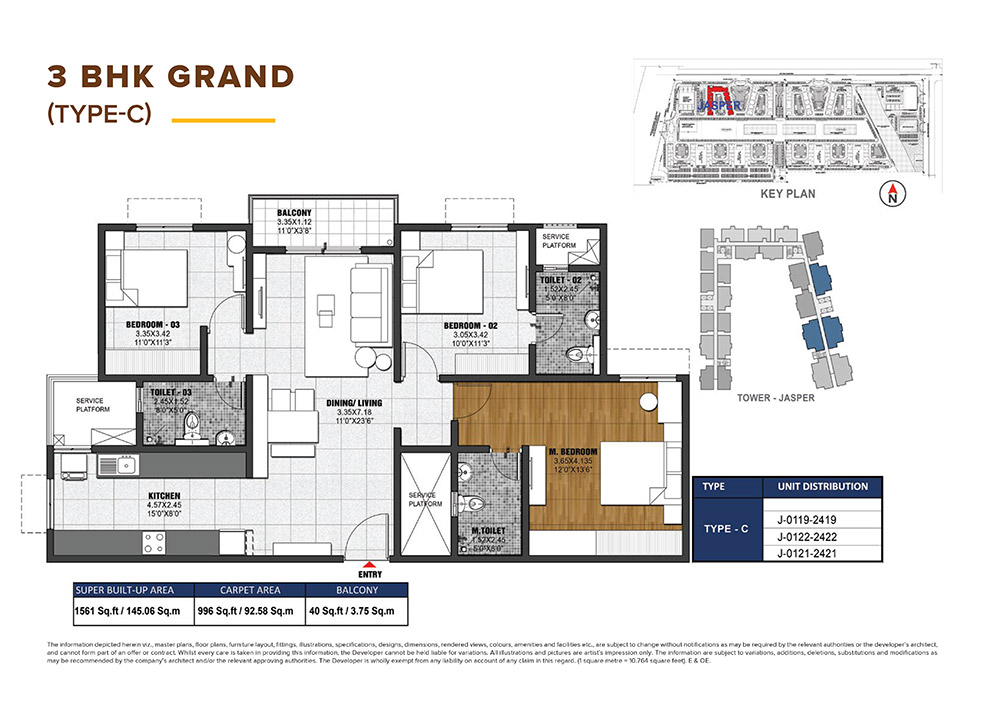 3 BHK GRAND
(TYPE-C)
JASPER
KEY PLAN
N
BALCONY
3.35X1.12
11'0"X3'8"
SERVICE
PLATFORM
TOILET - 02
1.52X2.45
5'0"X8'0"
BEDROOM - 03
3.35X3.42
11'0"X11'3"
BEDROOM - 02
3.05X3.42
10'0"X11'3"
TOILET - 03
2.45X1.52
8'0"X5'0"
SERVICE
PLATFORM
DINING/ LIVING
3.35X7.18
11'0"X23'6"
TOWER - JASPER
M. BEDROOM
3.65X4.135
12'0"X13'6"
KITCHEN
4.57X2.45
15'0"X8'0"
SERVICE
PLATFORM
M.TOILET
1.52X2.45
5'0"X8'0"
ENTRY
TYPE UNIT DISTRIBUTION
TYPE - C
J-0119-2419
J-0122-2422
J-0121-2421
SUPER BUILT-UP AREA CARPET AREA BALCONY
1561 Sq.ft / 145.06 Sq.m 996 Sq.ft / 92.58 Sq.m 40 Sq.ft / 3.75 Sq.m
The information depicted herein viz., master plans, floor plans, furniture layout, fittings, illustrations, specifications, designs, dimensions, rendered views, colours, amenities and facilities etc., are subject to change without notifications as may be required by the relevant authorities or the developer's architect,
and cannot form part of an offer or contract. Whilst every care is taken in providing this information, the Developer cannot be held liable for variations. All illustrations and pictures are artist's impression only. The information are subject to variations, additions, deletions, substitutions and modifications as
may be recommended by the company's architect and/or the relevant approving authorities. The Developer is wholly exempt from any liability on account of any claim in this regard. (1 square metre = 10.764 square feet). E & OE.